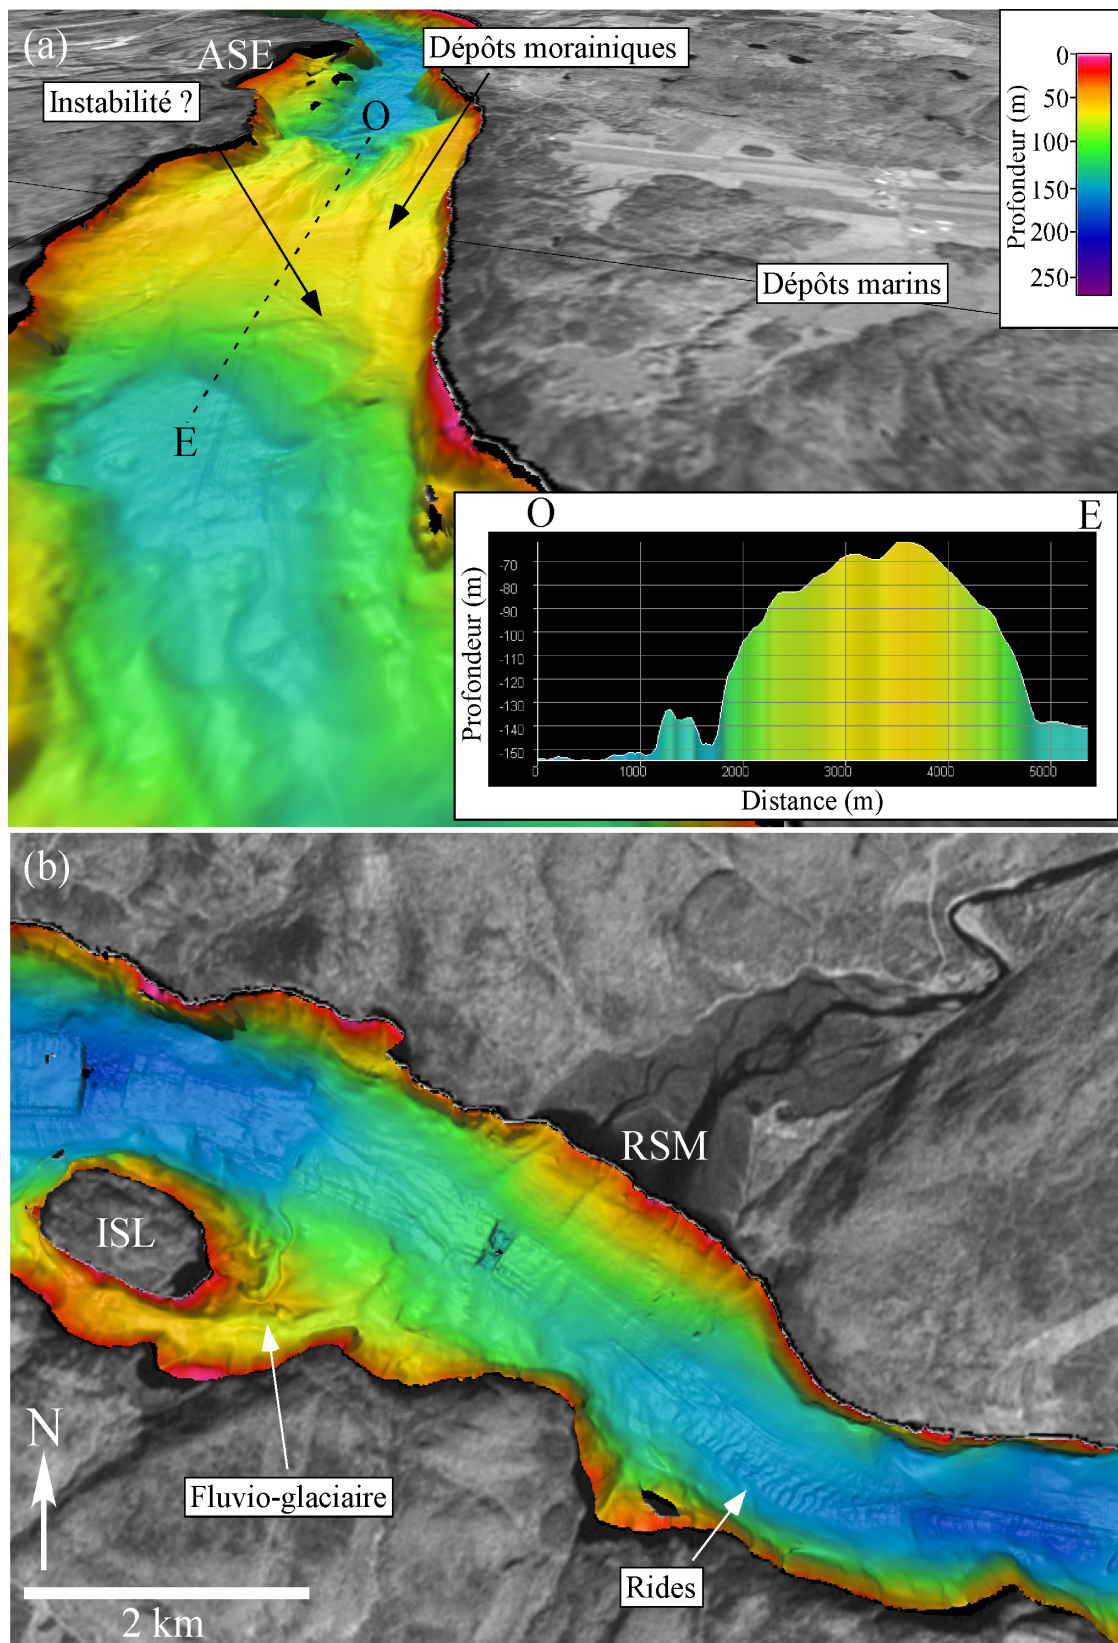 (a)
ASE
Dépôts morainiques
Instabilité ?
O
Dépôts marins
E
Profondeur (m)
0
50
100
150
200
250
O
E
Profondeur (m)
-70
-80
-90
-100
-110
-120
-130
-140
-150
0
1000
2000
3000
4000
5000
Distance (m)
(b)
RSM
ISL
N
Fluvio-glaciaire
Rides
2 km